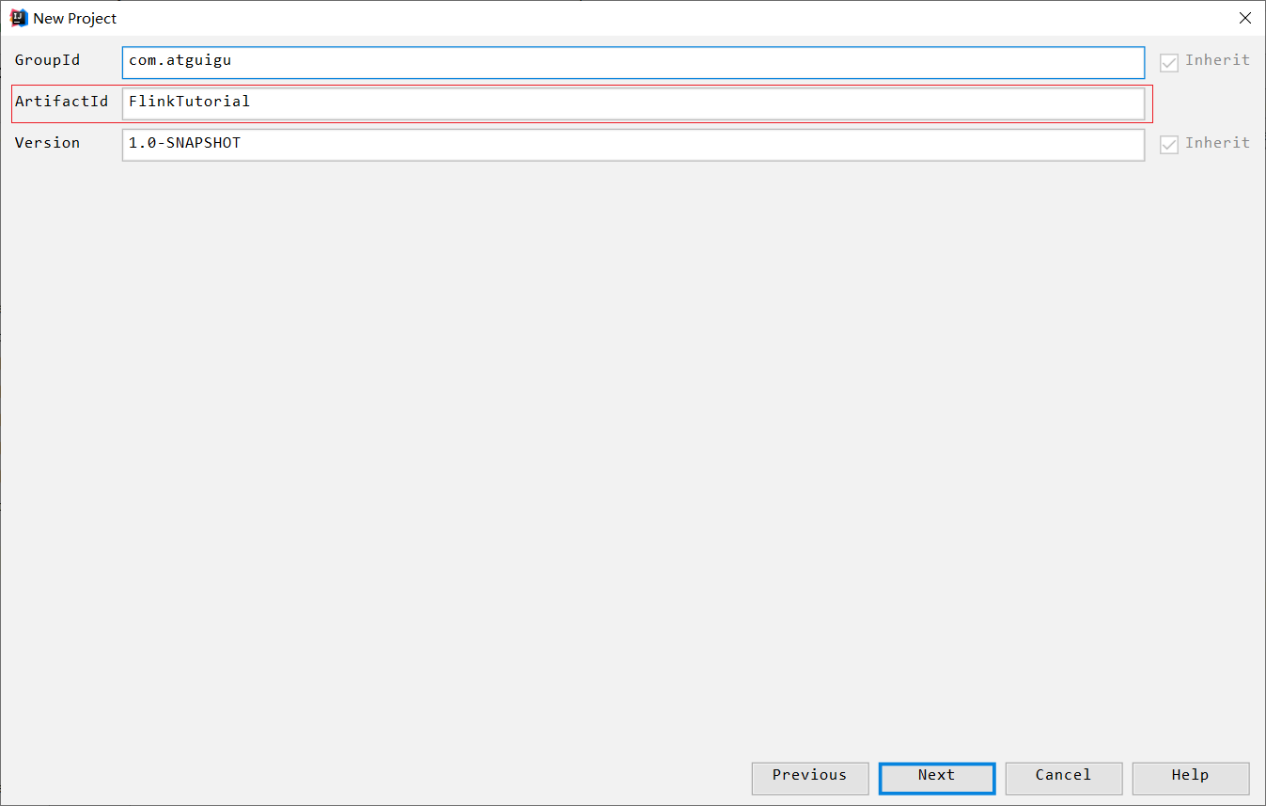 New Project
GroupId com.atguigu Inherit
ArtifactId FlinkTutorial
Version 1.0-SNAPSHOT Inherit
Previous Next Cancel Help